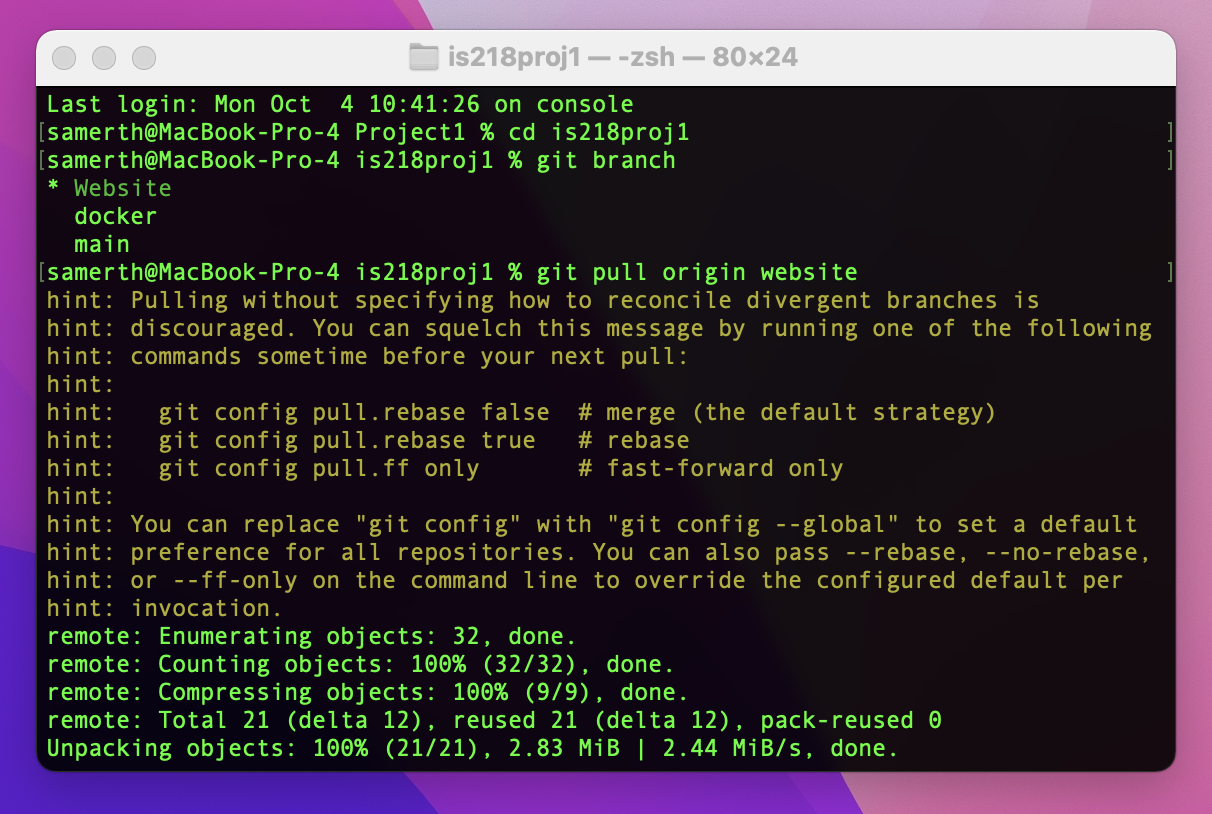 is218proj1 — -zsh — 80×24
Last login: Mon Oct  4 10:41:26 on console
[samerth@MacBook-Pro-4 Project1 % cd is218proj1 ]
[samerth@MacBook-Pro-4 is218proj1 % git branch ]
* Website
  docker
  main
[samerth@MacBook-Pro-4 is218proj1 % git pull origin website ]
hint: Pulling without specifying how to reconcile divergent branches is
hint: discouraged. You can squelch this message by running one of the following
hint: commands sometime before your next pull:
hint:
hint:   git config pull.rebase false  # merge (the default strategy)
hint:   git config pull.rebase true   # rebase
hint:   git config pull.ff only       # fast-forward only
hint:
hint: You can replace "git config" with "git config --global" to set a default
hint: preference for all repositories. You can also pass --rebase, --no-rebase,
hint: or --ff-only on the command line to override the configured default per
hint: invocation.
remote: Enumerating objects: 32, done.
remote: Counting objects: 100% (32/32), done.
remote: Compressing objects: 100% (9/9), done.
remote: Total 21 (delta 12), reused 21 (delta 12), pack-reused 0
Unpacking objects: 100% (21/21), 2.83 MiB | 2.44 MiB/s, done.